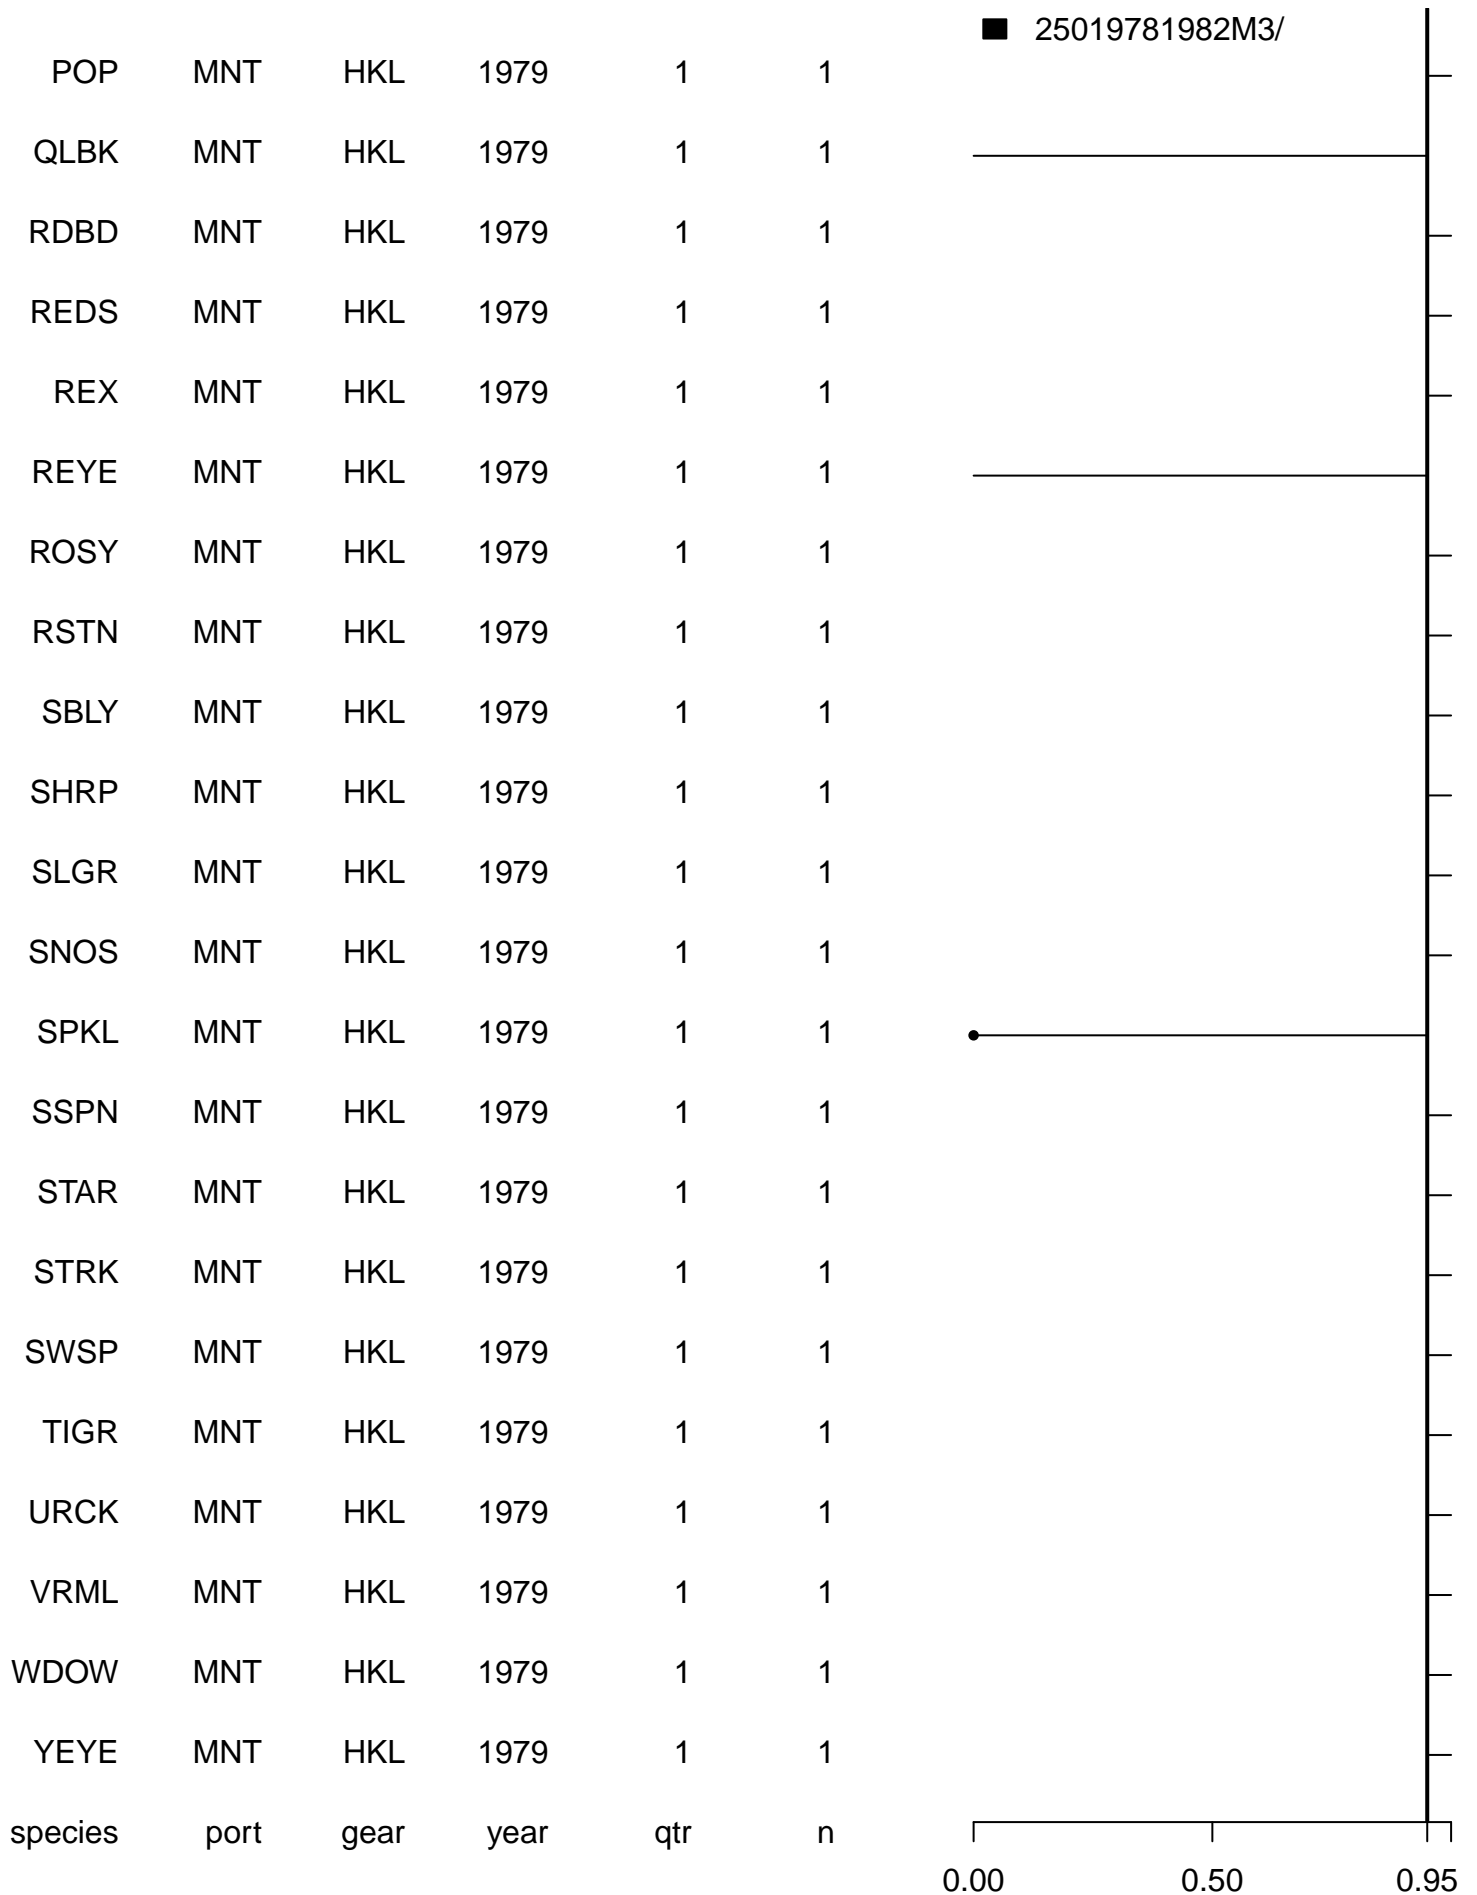 25019781982M3/
POP MNT HKL 1979 1 1
QLBK MNT HKL 1979 1 1
RDBD MNT HKL 1979 1 1
REDS MNT HKL 1979 1 1
REX MNT HKL 1979 1 1
REYE MNT HKL 1979 1 1
ROSY MNT HKL 1979 1 1
RSTN MNT HKL 1979 1 1
SBLY MNT HKL 1979 1 1
SHRP MNT HKL 1979 1 1
SLGR MNT HKL 1979 1 1
SNOS MNT HKL 1979 1 1
SPKL MNT HKL 1979 1 1
SSPN MNT HKL 1979 1 1
STAR MNT HKL 1979 1 1
STRK MNT HKL 1979 1 1
SWSP MNT HKL 1979 1 1
TIGR MNT HKL 1979 1 1
URCK MNT HKL 1979 1 1
VRML MNT HKL 1979 1 1
WDOW MNT HKL 1979 1 1
YEYE MNT HKL 1979 1 1
species port gear year qtr n
0.00 0.50 0.95